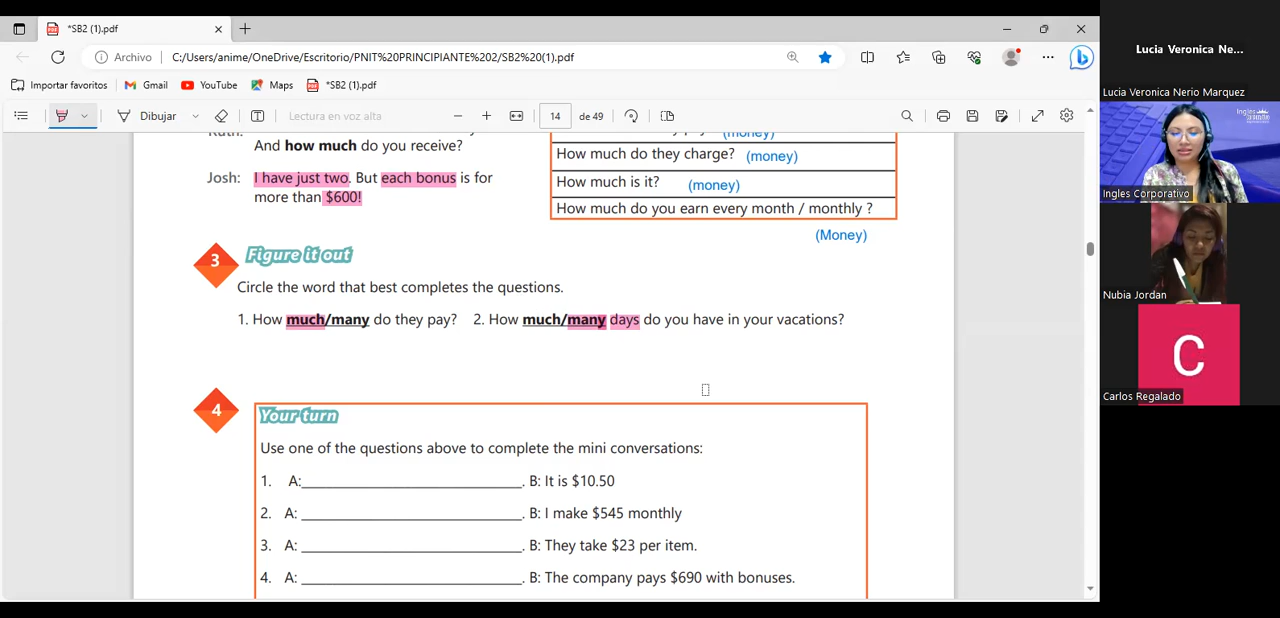 *SB2 (1).pdf
Archivo
C:/Users/anime/OneDrive/Escritorio/PNIT%20PRINCIPIANTE%202/SB2%20(1).pdf
Importar favoritos
Gmail
YouTube
Maps
*SB2 (1).pdf
Dibujar
Lectura en voz alta
14
de 49
And how much do you receive?
Josh: I have just two. But each bonus is for
more than $600!
(money)
How much do they charge? (money)
How much is it? (money)
How much do you earn every month / monthly ?
(Money)
3 Figure it out
Circle the word that best completes the questions.
1. How much/many do they pay? 2. How much/many days do you have in your vacations?
4 Your turn
Use one of the questions above to complete the mini conversations:
1. A:____________________________. B: It is $10.50
2. A: ____________________________. B: I make $545 monthly
3. A: ____________________________. B: They take $23 per item.
4. A: ____________________________. B: The company pays $690 with bonuses.
Lucia Veronica Ne...
Lucia Veronica Nerio Marquez
Ingles Corporativo
Nubia Jordan
C
Carlos Regalado